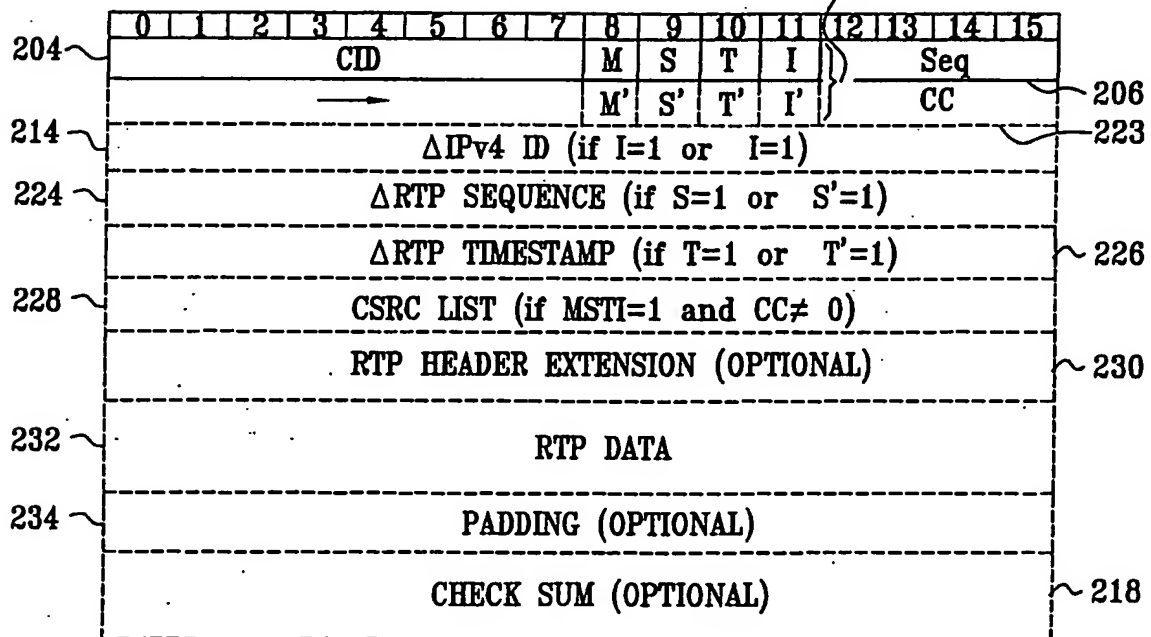 0 1 2 3 4 5 6 7 8 9 10 11 12 13 14 15
204 CID M S T I Seq
206
M' S' T' I' CC
223
214 ΔIPv4 ID (if I=1 or I=1)
224 ΔRTP SEQUENCE (if S=1 or S'=1)
ΔRTP TIMESTAMP (if T=1 or T'=1) 226
228 CSRC LIST (if MSTI=1 and CC≠ 0)
RTP HEADER EXTENSION (OPTIONAL) 230
232 RTP DATA
234 PADDING (OPTIONAL)
CHECK SUM (OPTIONAL) 218